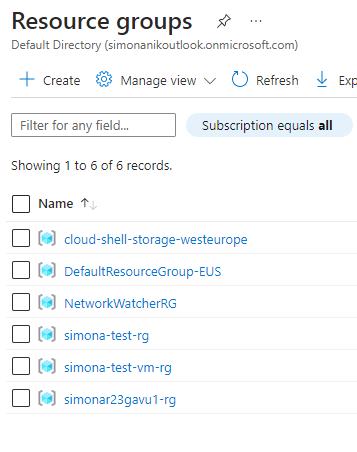 Resource groups
Default Directory (simonanikoutlook.onmicrosoft.com)
Create Manage view Refresh Exp
Filter for any field... Subscription equals all
Showing 1 to 6 of 6 records.
Name
cloud-shell-storage-westeurope
DefaultResourceGroup-EUS
NetworkWatcherRG
simona-test-rg
simona-test-vm-rg
simonar23gavu1-rg